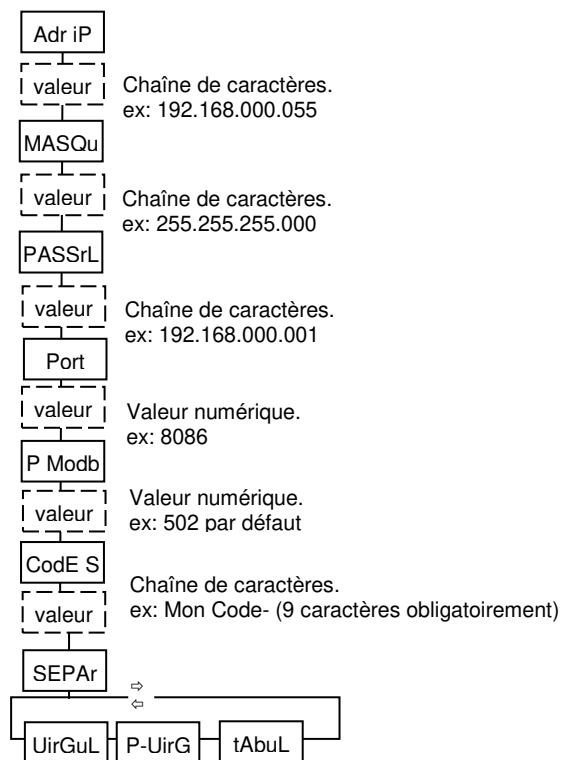 Adr iP
valeur
Chaîne de caractères.
ex: 192.168.000.055
MASQu
valeur
Chaîne de caractères.
ex: 255.255.255.000
PASSrL
valeur
Chaîne de caractères.
ex: 192.168.000.001
Port
valeur
Valeur numérique.
ex: 8086
P Modb
valeur
Valeur numérique.
ex: 502 par défaut
CodE S
valeur
Chaîne de caractères.
ex: Mon Code- (9 caractères obligatoirement)
SEPAr
⇨
⇦
UirGuL P-UirG tAbuL